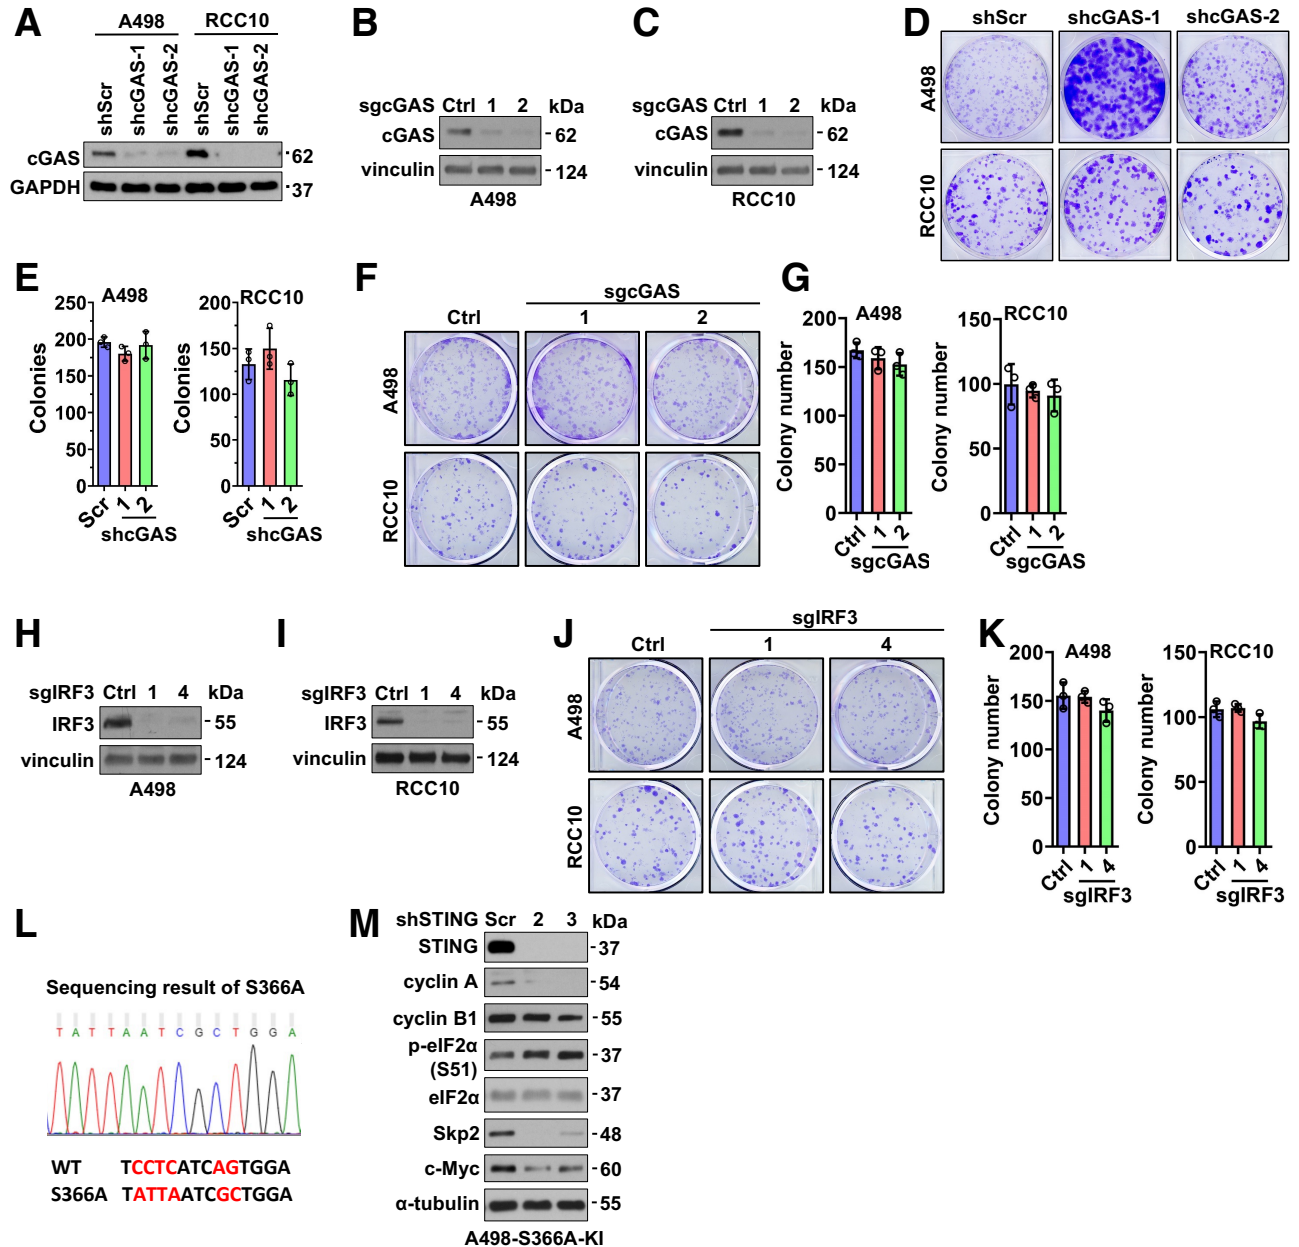 A
A498 RCC10
shScr shcGAS-1 shcGAS-2 shScr shcGAS-1 shcGAS-2
cGAS 62
GAPDH 37
B
sgcGAS Ctrl 1 2 kDa
cGAS -62
vinculin -124
A498
C
sgcGAS Ctrl 1 2 kDa
cGAS -62
vinculin -124
RCC10
D
shScr shcGAS-1 shcGAS-2
A498
RCC10
E
A498
Colonies
250
200
150
100
50
0
Scr 1 2
shcGAS
RCC10
200
150
100
50
0
Scr 1 2
shcGAS
F
sgcGAS
Ctrl 1 2
A498
RCC10
G
A498
Colony number
200
150
100
50
0
Ctrl 1 2
sgcGAS
RCC10
Colony number
150
100
50
0
Ctrl 1 2
sgcGAS
H
sgIRF3 Ctrl 1 4 kDa
IRF3 -55
vinculin -124
A498
I
sgIRF3 Ctrl 1 4 kDa
IRF3 -55
vinculin -124
RCC10
J
sgIRF3
Ctrl 1 4
A498
RCC10
K
A498
Colony number
200
150
100
50
0
Ctrl 1 4
sgIRF3
RCC10
Colony number
150
100
50
0
Ctrl 1 4
sgIRF3
L
Sequencing result of S366A
T A T T A A T C G C T G G A
WT TCCTCATCAGTGGA
S366A TATTAATCGCTGGA
M
shSTING Scr 2 3 kDa
STING -37
cyclin A -54
cyclin B1 -55
p-eIF2α
(S51) -37
eIF2α -37
Skp2 -48
c-Myc -60
α-tubulin -55
A498-S366A-KI